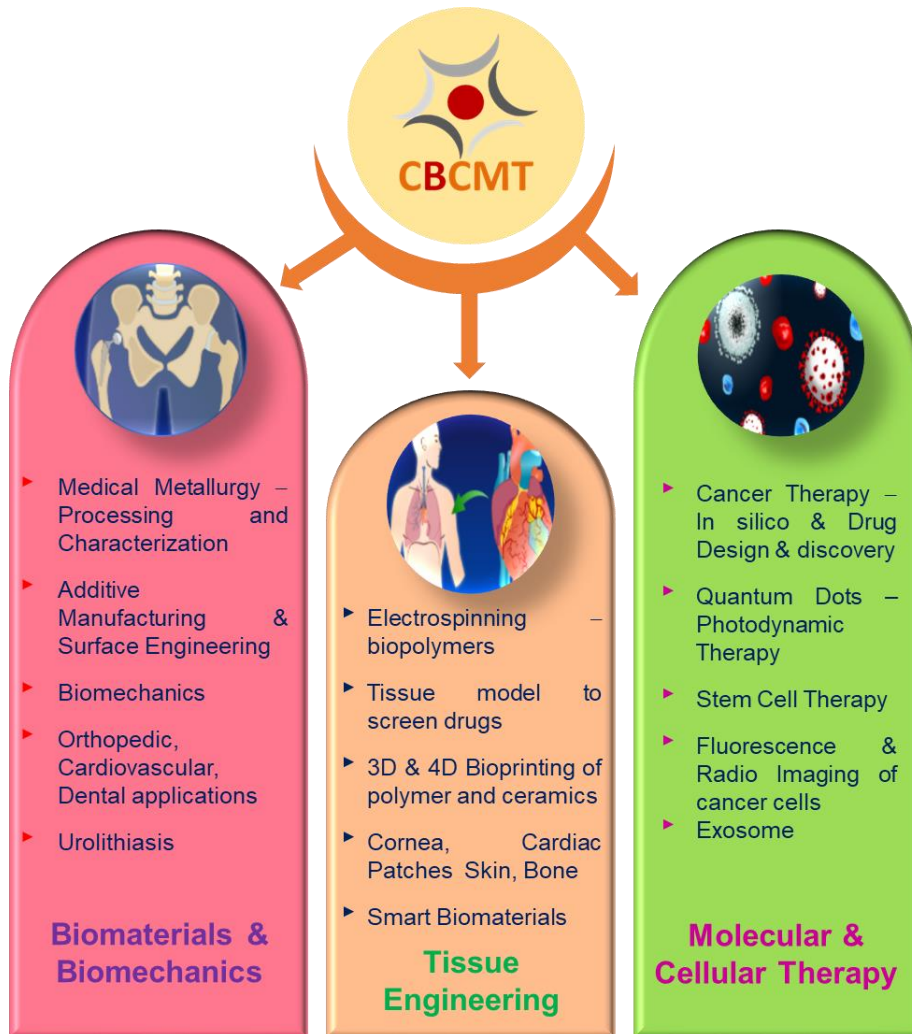 CBCMT
Medical Metallurgy –
Processing and
Characterization
Additive
Manufacturing &
Surface Engineering
Biomechanics
Orthopedic,
Cardiovascular,
Dental applications
Urolithiasis
Biomaterials &
Biomechanics
Electrospinning –
biopolymers
Tissue model to
screen drugs
3D & 4D Bioprinting of
polymer and ceramics
Cornea, Cardiac
Patches Skin, Bone
Smart Biomaterials
Tissue
Engineering
Cancer Therapy –
In silico & Drug
Design & discovery
Quantum Dots –
Photodynamic
Therapy
Stem Cell Therapy
Fluorescence &
Radio Imaging of
cancer cells
Exosome
Molecular &
Cellular Therapy